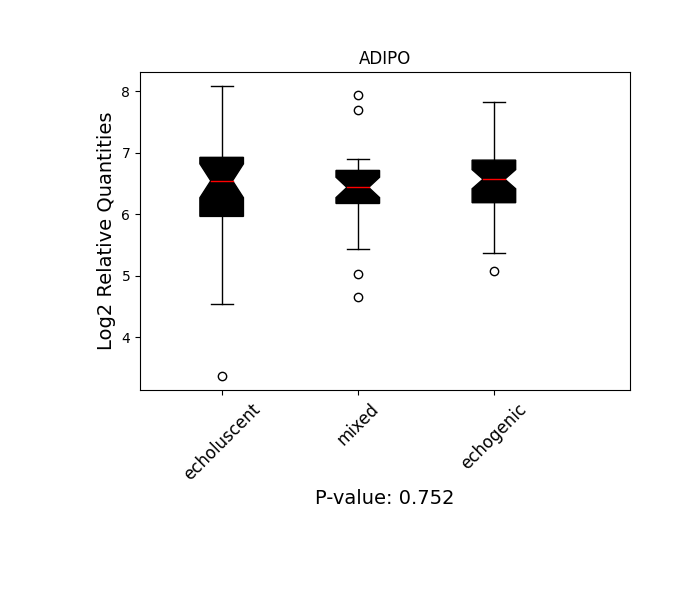 ADIPO
Log2 Relative Quantities
8
7
6
5
4
echoluscent
mixed
echogenic
P-value: 0.752